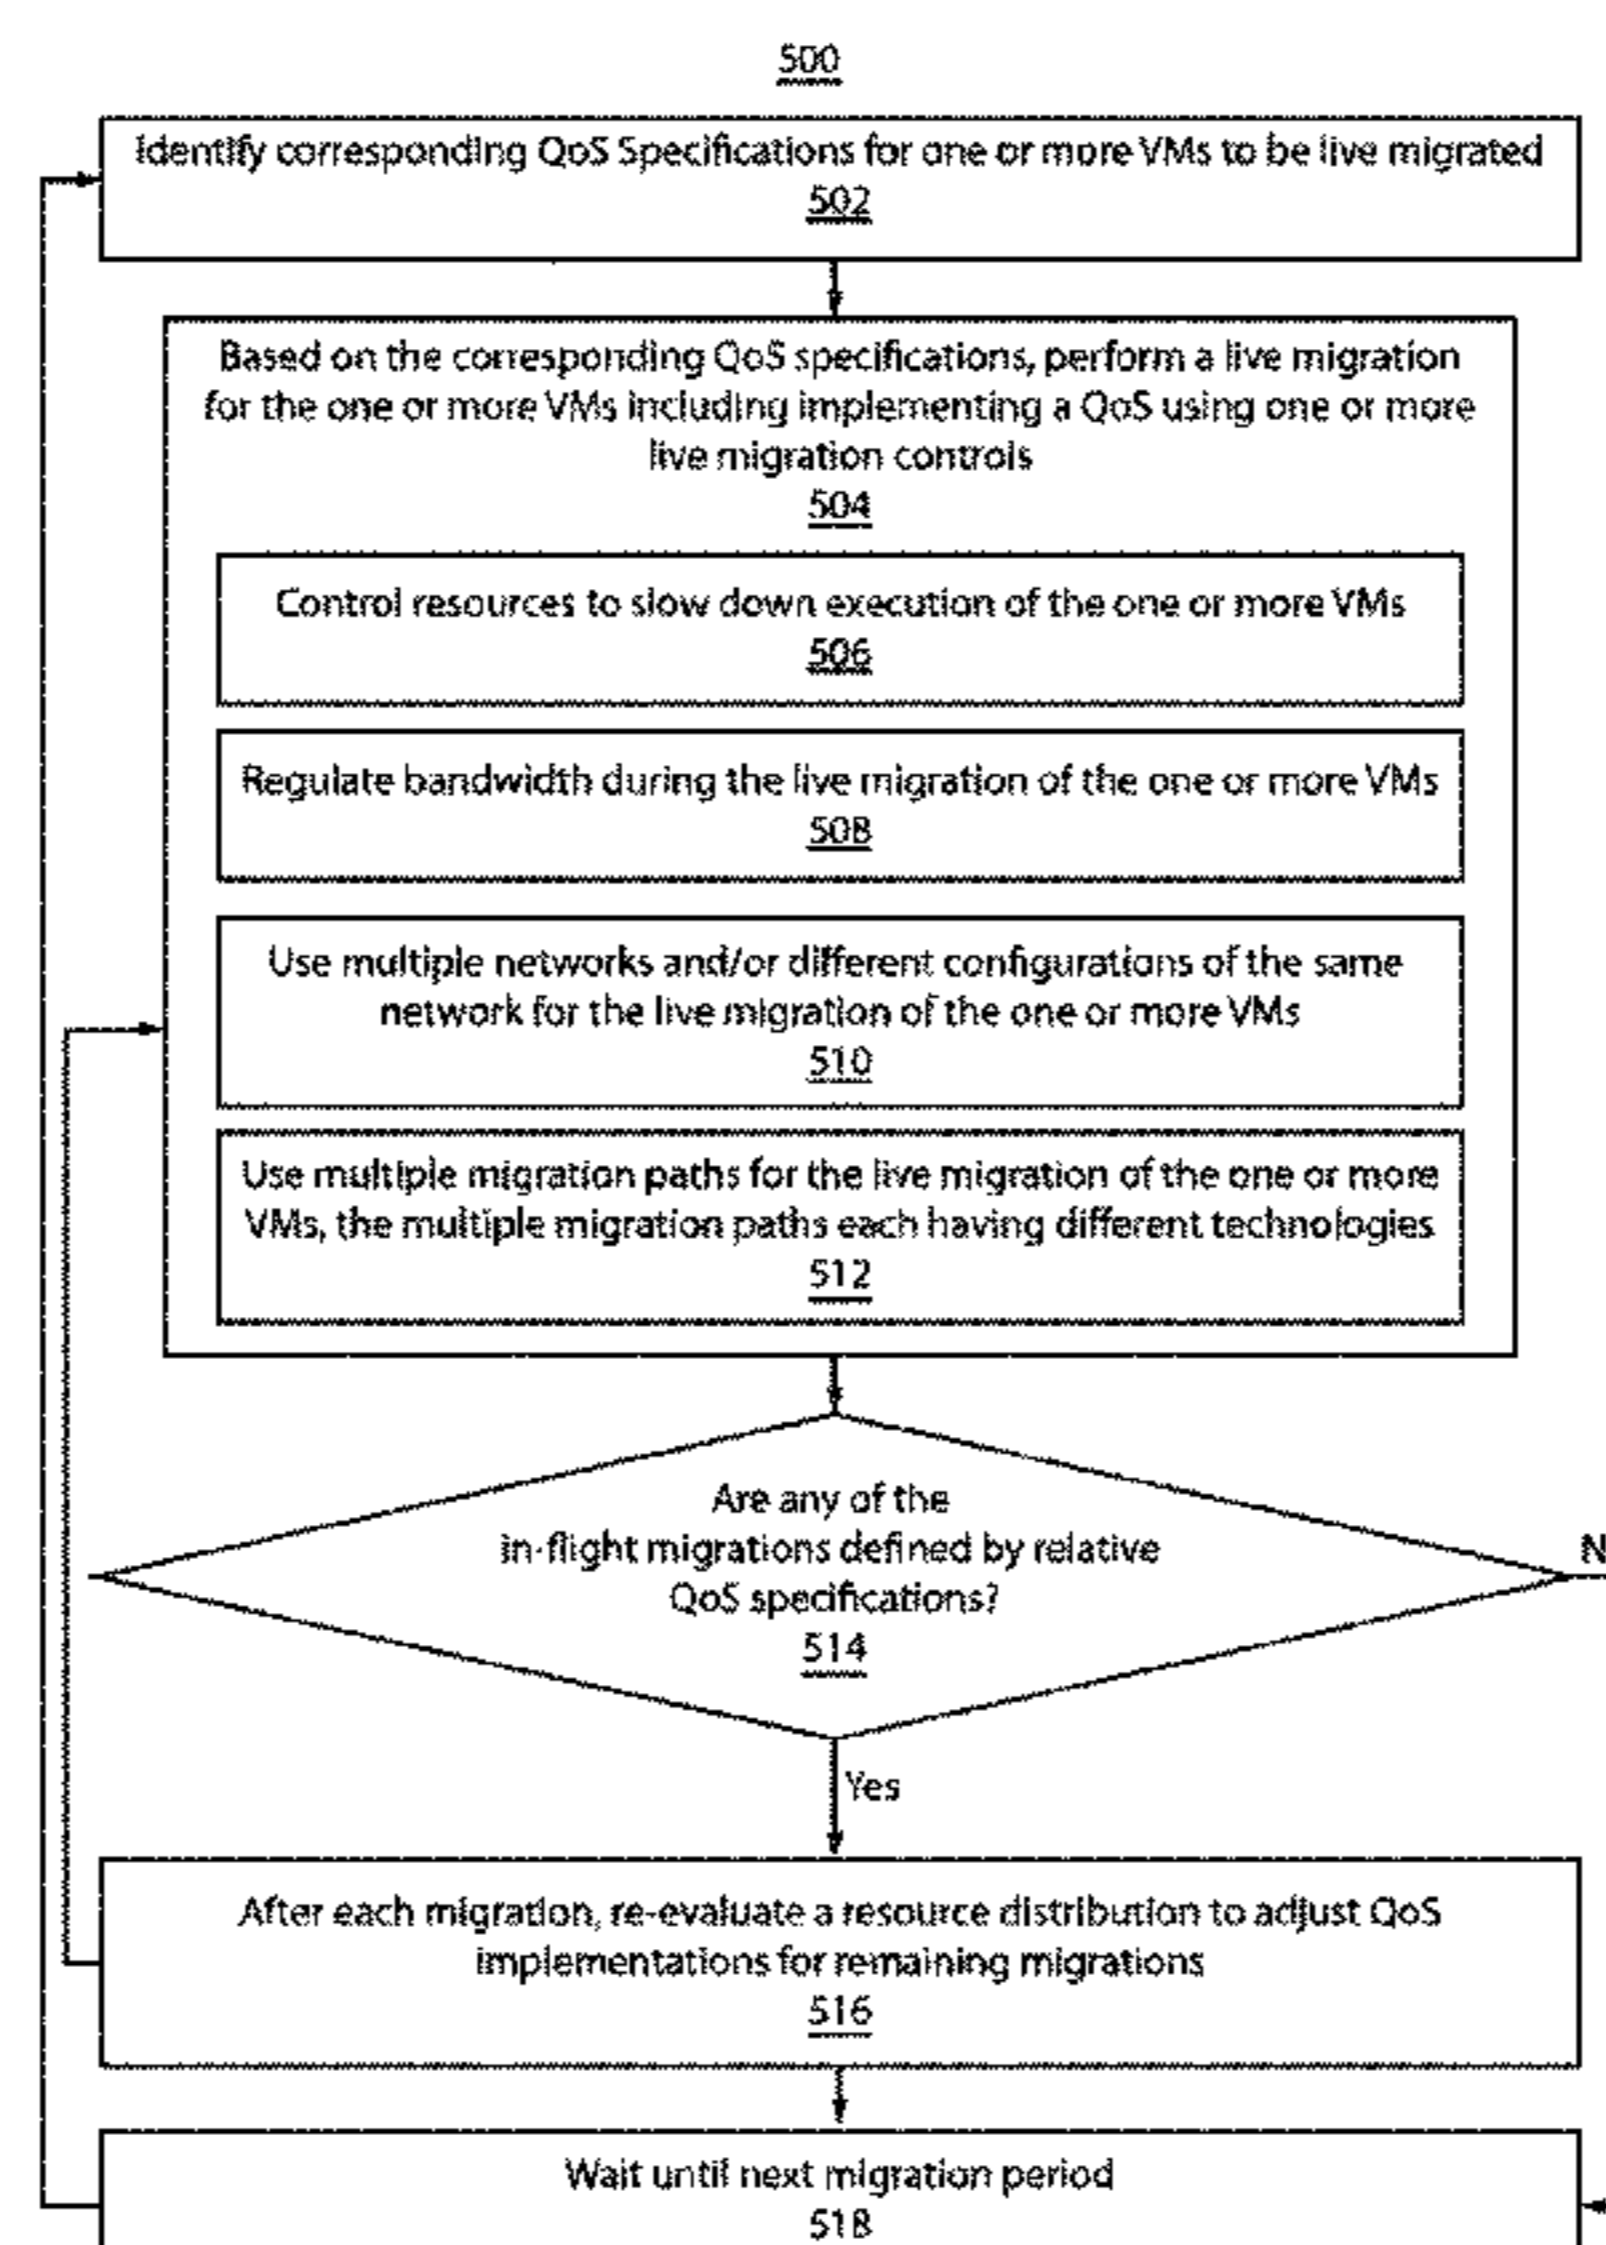 500
Identify corresponding QoS Specifications for one or more VMs to be live migrated
502
Based on the corresponding QoS specifications, perform a live migration
for the one or more VMs including implementing a QoS using one or more
live migration controls
504
Control resources to slow down execution of the one or more VMs
506
Regulate bandwidth during the live migration of the one or more VMs
508
Use multiple networks and/or different configurations of the same
network for the live migration of the one or more VMs
510
Use multiple migration paths for the live migration of the one or more
VMs, the multiple migration paths each having different technologies
512
Are any of the
in-flight migrations defined by relative
QoS specifications?
514
N
Yes
After each migration, re-evaluate a resource distribution to adjust QoS
implementations for remaining migrations
516
Wait until next migration period
518